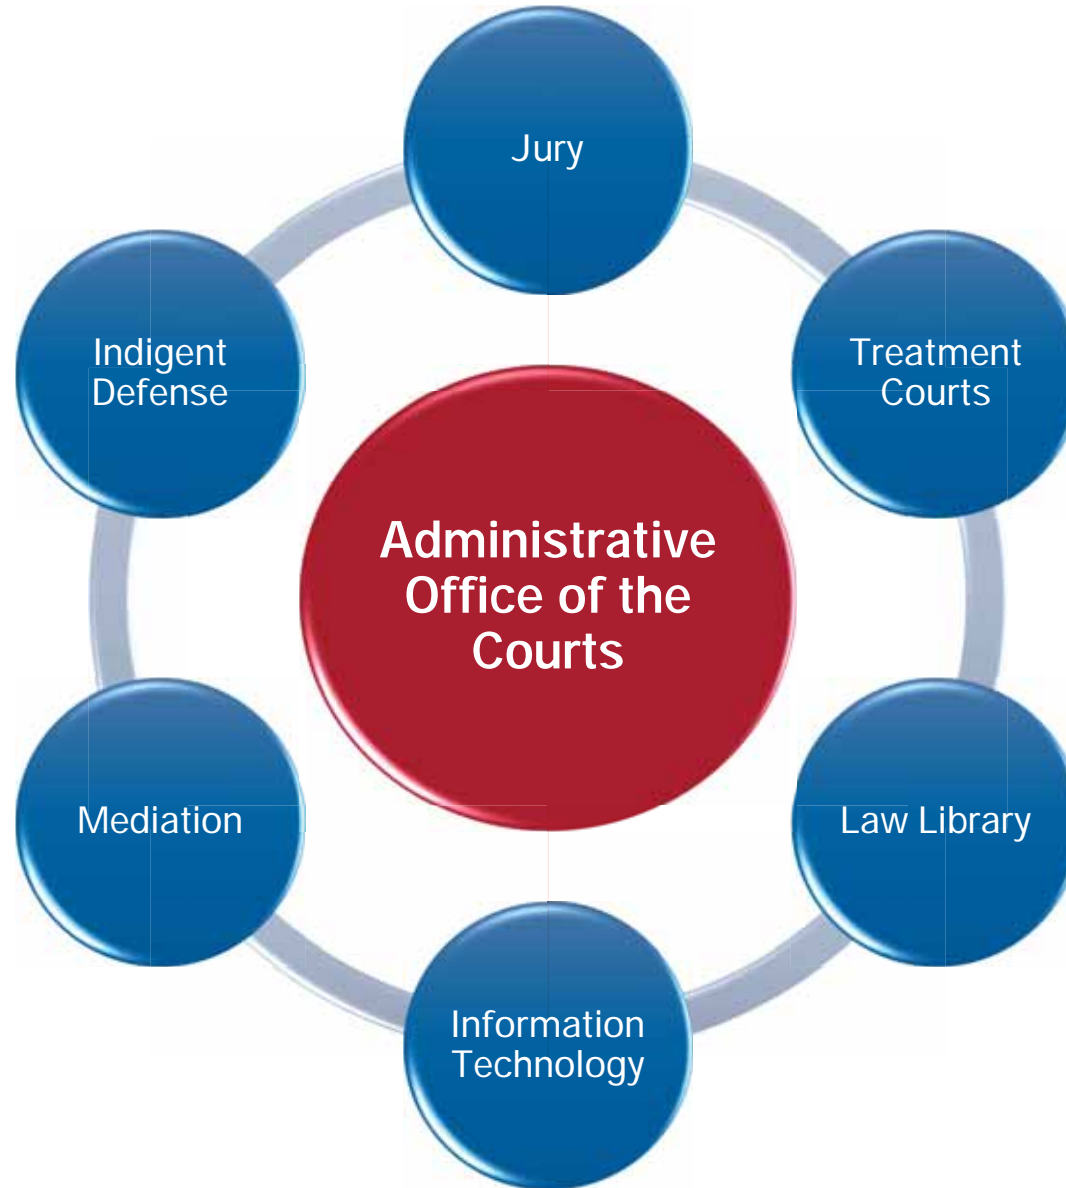 Jury
Indigent
Defense
Treatment
Courts
Administrative
Office of the
Courts
Mediation
Law Library
Information
Technology